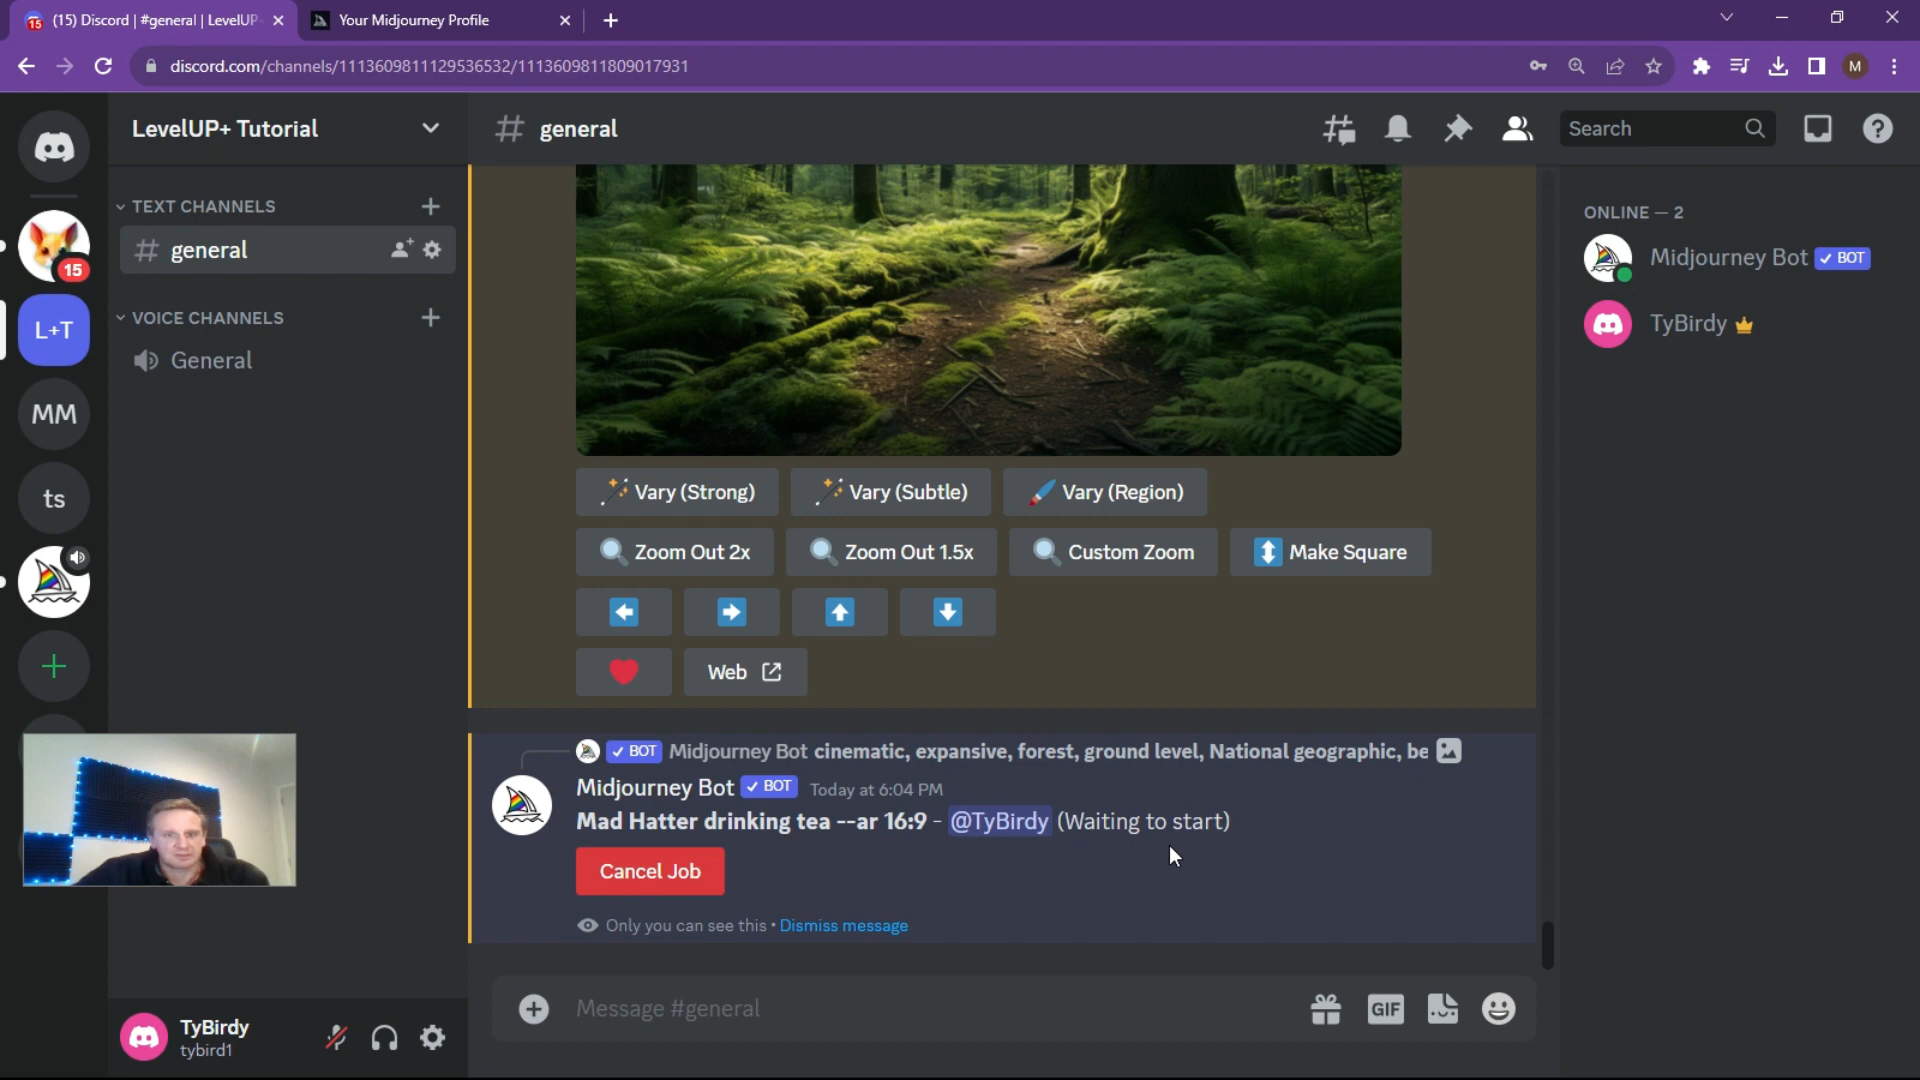 15
(15) Discord | #general | LevelUP
Your Midjourney Profile
discord.com/channels/1113609811129536532/1113609811809017931
M
LevelUP+ Tutorial
general
Search
TEXT CHANNELS
general
15
L+T
VOICE CHANNELS
General
MM
ts
ONLINE — 2
Midjourney Bot BOT
TyBirdy
Vary (Strong)
Vary (Subtle)
Vary (Region)
Zoom Out 2x
Zoom Out 1.5x
Custom Zoom
Make Square
Web
BOT Midjourney Bot cinematic, expansive, forest, ground level, National geographic, be
Midjourney Bot BOT Today at 6:04 PM
Mad Hatter drinking tea --ar 16:9 - @TyBirdy (Waiting to start)
Cancel Job
Only you can see this • Dismiss message
Message #general
GIF
TyBirdy
tybird1